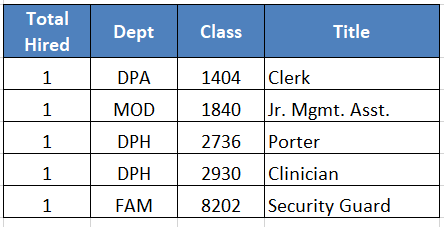 Total Hired Dept Class Title
1 DPA 1404 Clerk
1 MOD 1840 Jr. Mgmt. Asst.
1 DPH 2736 Porter
1 DPH 2930 Clinician
1 FAM 8202 Security Guard